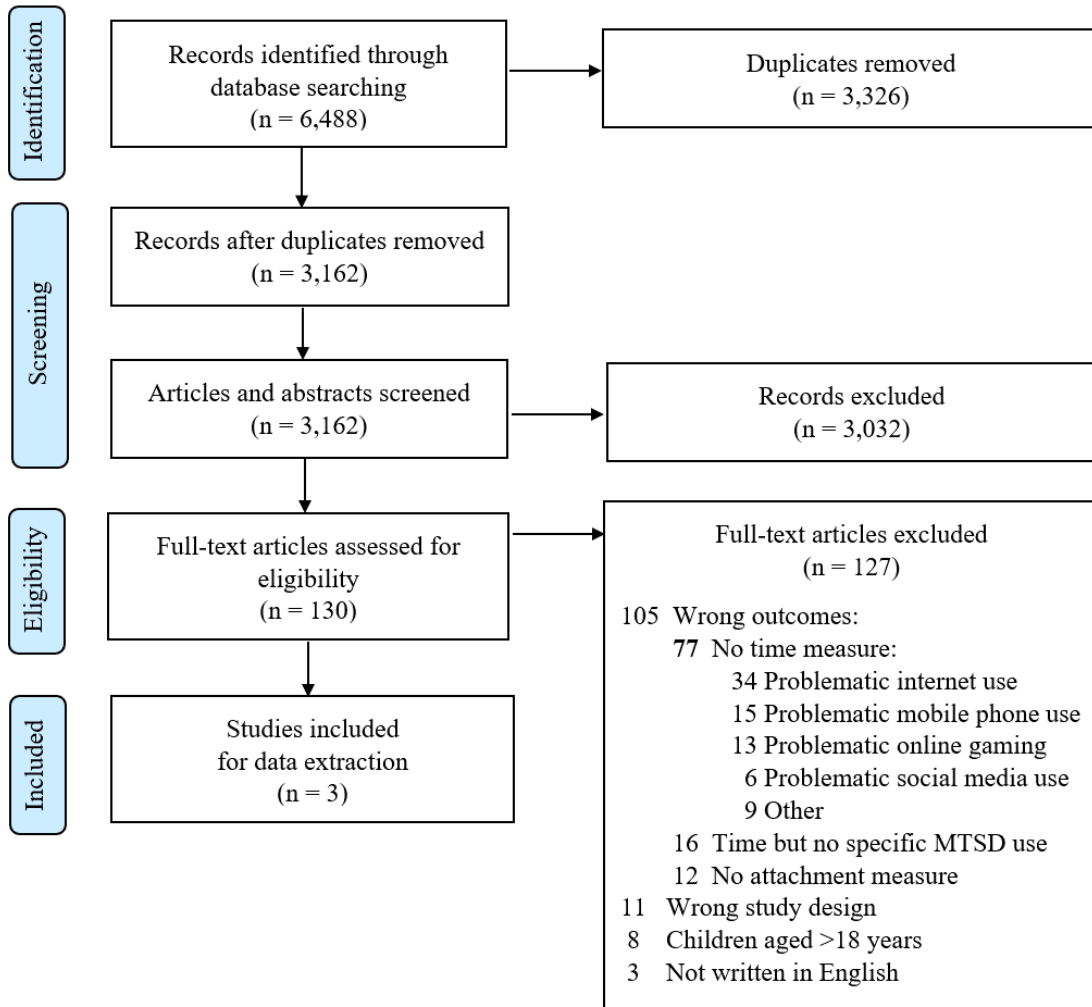 Identification
Records identified through
database searching
(n = 6,488)
Duplicates removed
(n = 3,326)
Screening
Records after duplicates removed
(n = 3,162)
Articles and abstracts screened
(n = 3,162)
Records excluded
(n = 3,032)
Eligibility
Full-text articles assessed for
eligibility
(n = 130)
Full-text articles excluded
(n = 127)
105 Wrong outcomes:
77 No time measure:
34 Problematic internet use
15 Problematic mobile phone use
13 Problematic online gaming
6 Problematic social media use
9 Other
16 Time but no specific MTSD use
12 No attachment measure
11 Wrong study design
8 Children aged >18 years
3 Not written in English
Included
Studies included
for data extraction
(n = 3)